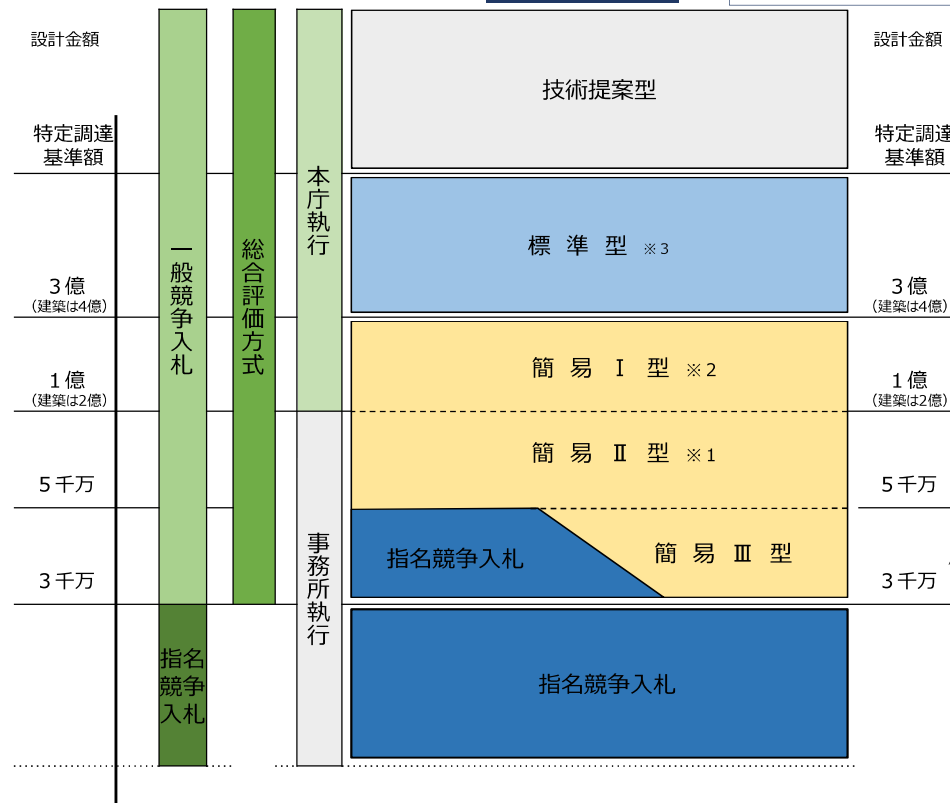 設計金額
設計金額
技術提案型
特定調達
基準額
特定調達
基準額
本庁執行
標準型 ※3
一般競争入札
総合評価方式
3億
(建築は4億)
3億
(建築は4億)
簡易Ⅰ型 ※2
1億
(建築は2億)
1億
(建築は2億)
簡易Ⅱ型 ※1
5千万
5千万
事務所執行
指名競争入札
簡易Ⅲ型
3千万
3千万
指名
競争
入札
指名競争入札